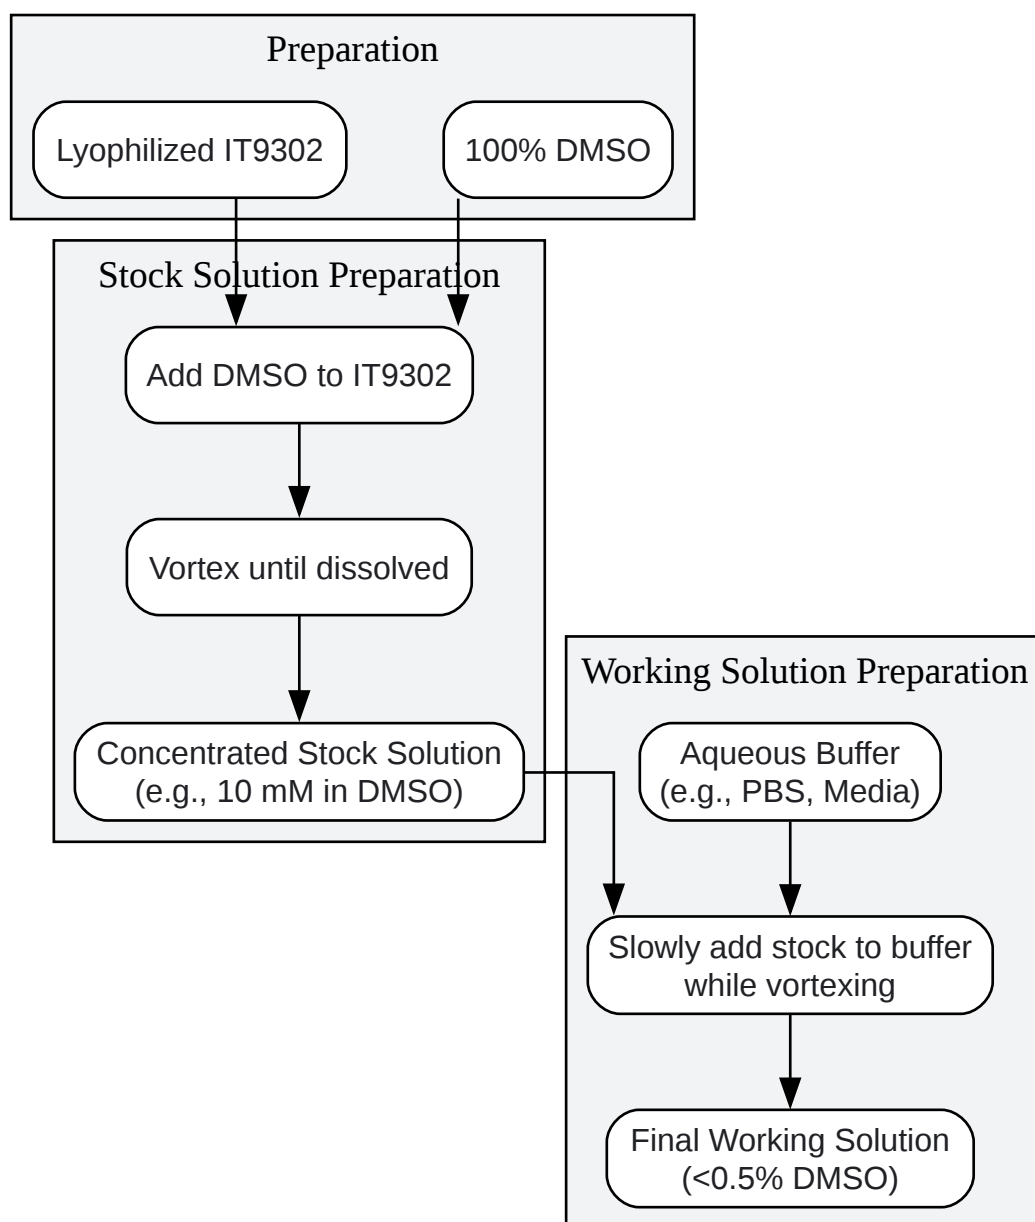 Preparation
Lyophilized IT9302
100% DMSO
Stock Solution Preparation
Add DMSO to IT9302
Vortex until dissolved
Concentrated Stock Solution
(e.g., 10 mM in DMSO)
Working Solution Preparation
Aqueous Buffer
(e.g., PBS, Media)
Slowly add stock to buffer
while vortexing
Final Working Solution
(<0.5% DMSO)